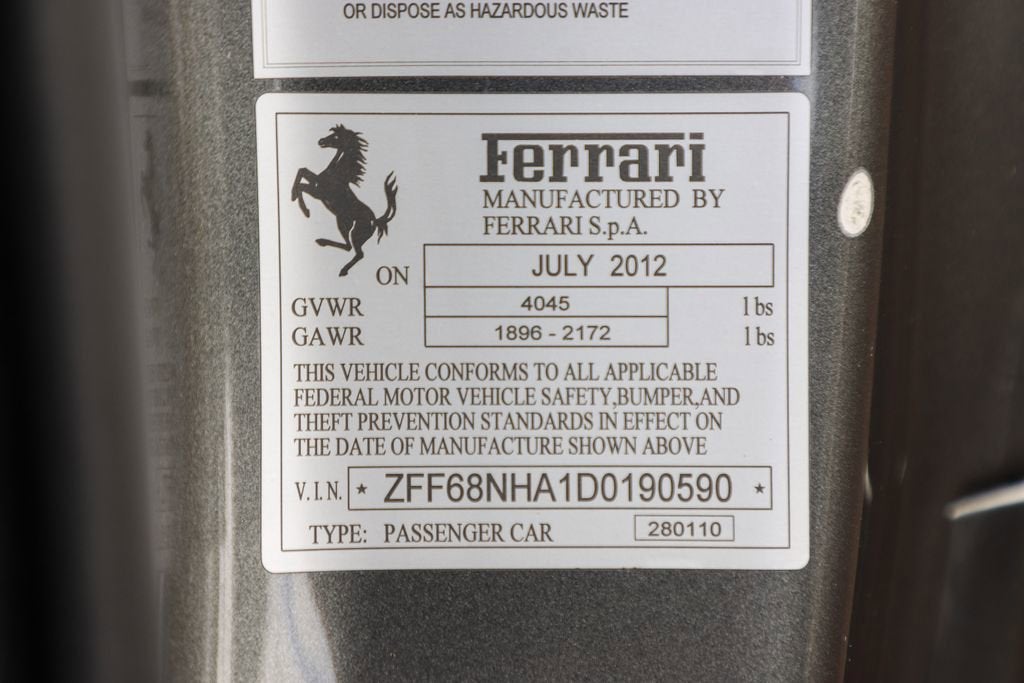 OR DISPOSE AS HAZARDOUS WASTE
Ferrari
MANUFACTURED BY
FERRARI S.p.A.
ON JULY 2012
GVWR 4045 lbs
GAWR 1896 - 2172 lbs
THIS VEHICLE CONFORMS TO ALL APPLICABLE
FEDERAL MOTOR VEHICLE SAFETY,BUMPER,AND
THEFT PREVENTION STANDARDS IN EFFECT ON
THE DATE OF MANUFACTURE SHOWN ABOVE
V.I.N. ★ ZFF68NHA1D0190590 ★
TYPE: PASSENGER CAR 280110